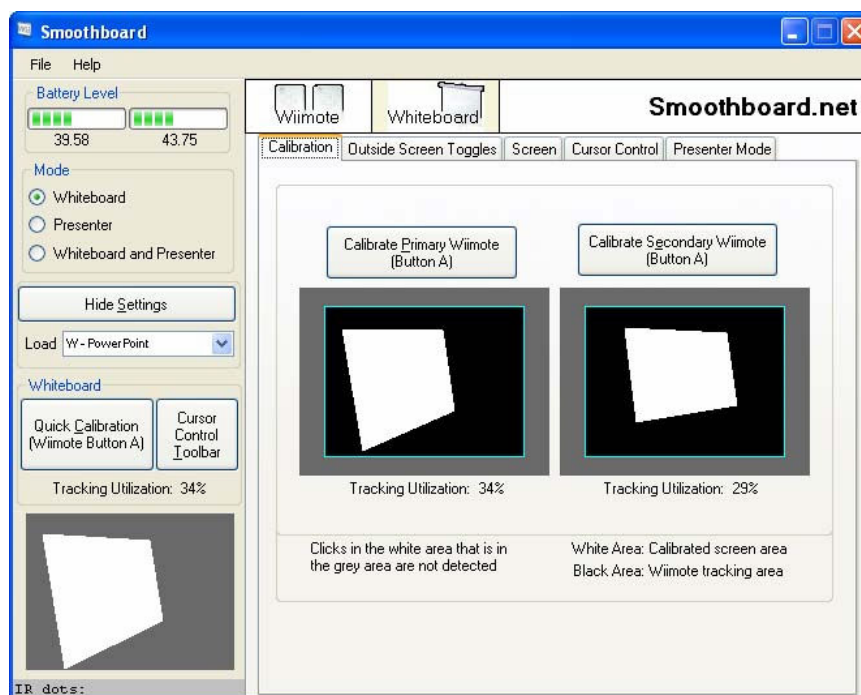 Smoothboard
File Help
Battery Level
39.58 43.75
Mode
Whiteboard
Presenter
Whiteboard and Presenter
Hide Settings
Load W - PowerPoint
Whiteboard
Quick Calibration
(Wiimote Button A)
Cursor
Control
Toolbar
Tracking Utilization: 34%
IR dots:
Wiimote Whiteboard Smoothboard.net
Calibration Outside Screen Toggles Screen Cursor Control Presenter Mode
Calibrate Primary Wiimote
(Button A)
Calibrate Secondary Wiimote
(Button A)
Tracking Utilization: 34% Tracking Utilization: 29%
Clicks in the white area that is in
the grey area are not detected
White Area: Calibrated screen area
Black Area: Wiimote tracking area